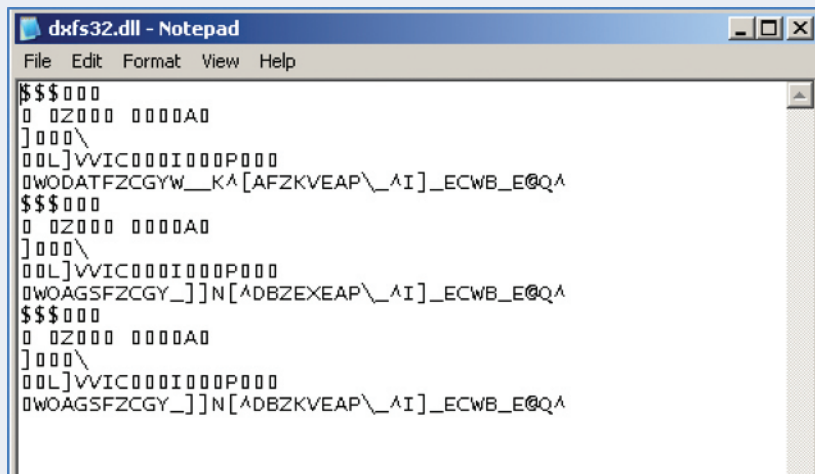 dxfs32.dll - Notepad
File Edit Format View Help
$$$▯▯▯
▯ ▯Z▯▯▯ ▯▯▯▯A▯
]▯▯▯\
▯▯L]VVIC▯▯▯I▯▯▯P▯▯▯
▯WODATFZCGYW__K^[AFZKVEAP\_^I]_ECWB_E@Q^
$$$▯▯▯
▯ ▯Z▯▯▯ ▯▯▯▯A▯
]▯▯▯\
▯▯L]VVIC▯▯▯I▯▯▯P▯▯▯
▯WOAGSFZCGY_]]N[^DBZEXEAP\_^I]_ECWB_E@Q^
$$$▯▯▯
▯ ▯Z▯▯▯ ▯▯▯▯A▯
]▯▯▯\
▯▯L]VVIC▯▯▯I▯▯▯P▯▯▯
▯WOAGSFZCGY_]]N[^DBZKVEAP\_^I]_ECWB_E@Q^